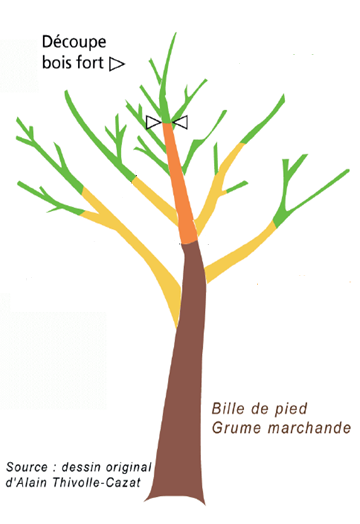 Découpe
bois fort ▷
Bille de pied
Grume marchande
Source : dessin original
d'Alain Thivolle-Cazat